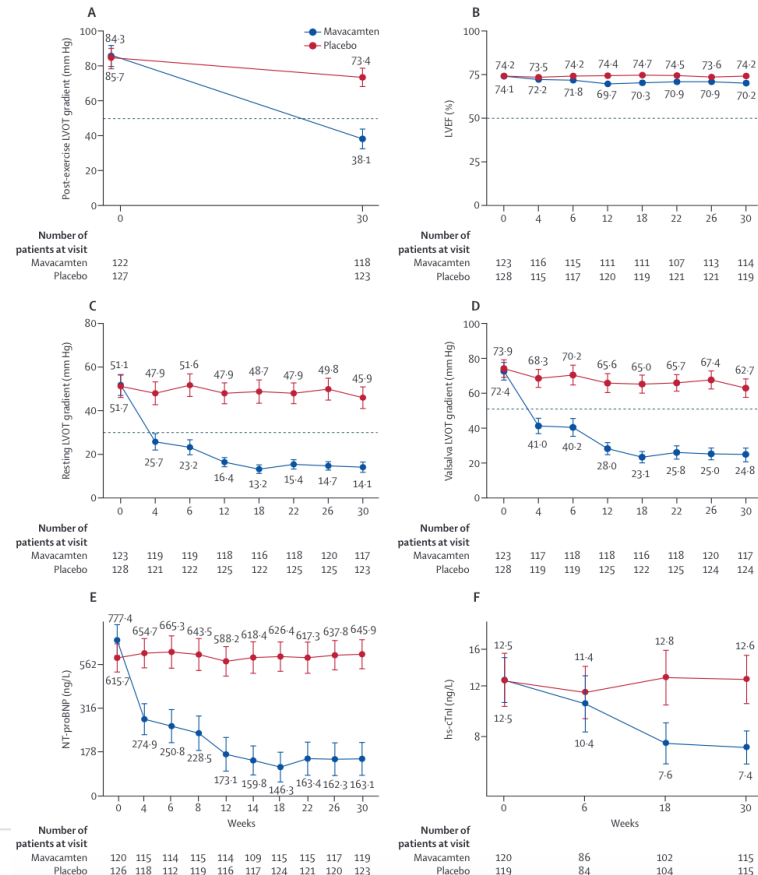 A
Post-exercise LVOT gradient (mm Hg)
100
80
60
40
20
0
84·3
85·7
73·4
38·1
Mavacamten
Placebo
0 30
Number of
patients at visit
Mavacamten 122 118
Placebo 127 123
B
LVEF (%)
100
75
50
25
0
74·2 73·5 74·2 74·4 74·7 74·5 73·6 74·2
74·1 72·2 71·8 69·7 70·3 70·9 70·9 70·2
0 4 6 12 18 22 26 30
Number of
patients at visit
Mavacamten 123 116 115 111 111 107 113 114
Placebo 128 115 117 120 119 121 121 119
C
Resting LVOT gradient (mm Hg)
80
60
40
20
0
51·1 47·9 51·6 47·9 48·7 47·9 49·8 45·9
51·7 25·7 23·2 16·4 13·2 15·4 14·7 14·1
0 4 6 12 18 22 26 30
Number of
patients at visit
Mavacamten 123 119 119 118 116 118 120 117
Placebo 128 121 122 125 122 125 125 123
D
Valsalva LVOT gradient (mm Hg)
100
80
60
40
20
0
73·9 68·3 70·2 65·6 65·0 65·7 67·4 62·7
72·4 41·0 40·2 28·0 23·1 25·8 25·0 24·8
0 4 6 12 18 22 26 30
Number of
patients at visit
Mavacamten 123 117 118 118 116 118 120 117
Placebo 128 119 119 125 122 125 124 124
E
NT-proBNP (ng/L)
562
316
178
0
777·4 654·7 665·3 643·5 588·2 618·4 626·4 617·3 637·8 645·9
615·7 274·9 250·8 228·5 173·1 159·8 146·3 163·4 162·3 163·1
0 4 6 8 12 14 18 22 26 30
Weeks
Number of
patients at visit
Mavacamten 120 115 114 115 114 109 115 115 117 119
Placebo 126 118 112 119 116 117 124 121 120 123
F
hs-cTnI (ng/L)
16
12
8
12·5 11·4 12·8 12·6
12·5 10·4 7·6 7·4
0 6 18 30
Weeks
Number of
patients at visit
Mavacamten 120 86 102 115
Placebo 119 84 104 115